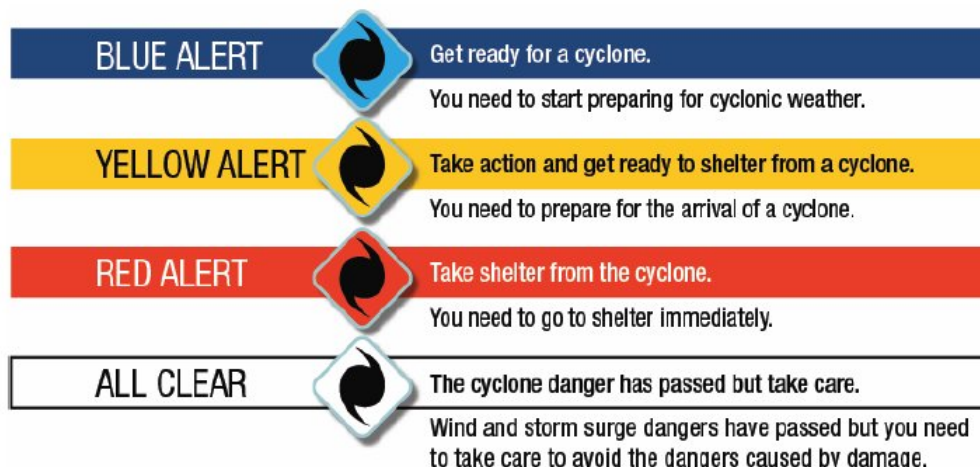 BLUE ALERT
Get ready for a cyclone.
You need to start preparing for cyclonic weather.
YELLOW ALERT
Take action and get ready to shelter from a cyclone.
You need to prepare for the arrival of a cyclone.
RED ALERT
Take shelter from the cyclone.
You need to go to shelter immediately.
ALL CLEAR
The cyclone danger has passed but take care.
Wind and storm surge dangers have passed but you need
to take care to avoid the dangers caused by damage.